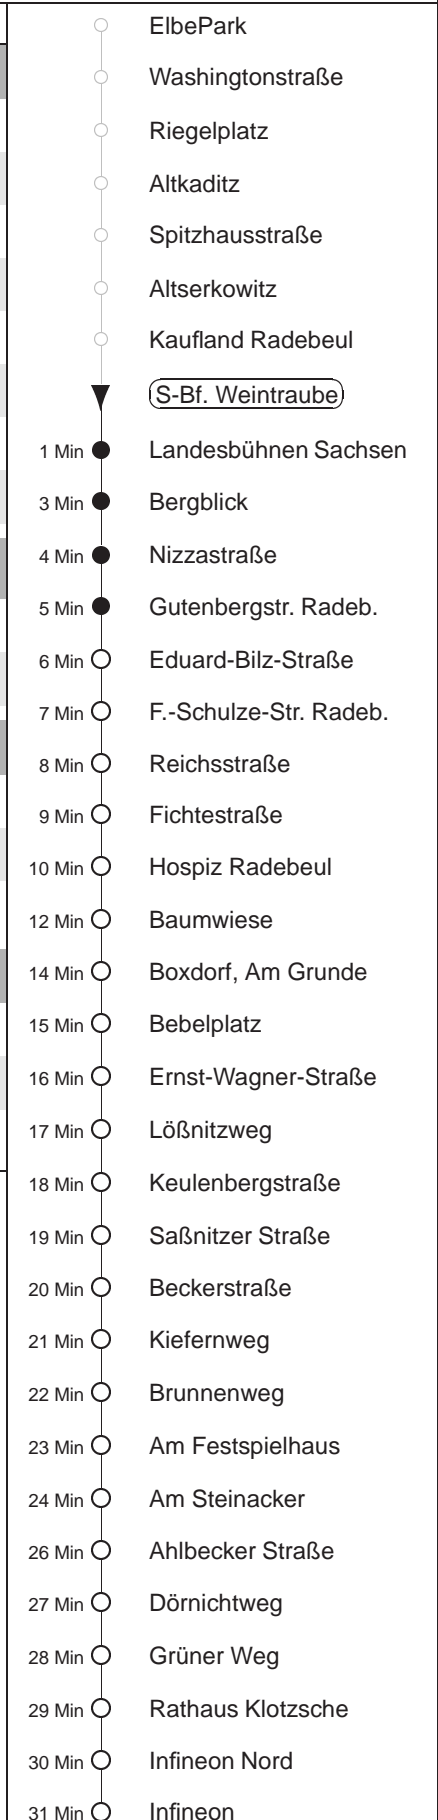 ElbePark
Washingtonstraße
Riegelplatz
Altkaditz
Spitzhausstraße
Altserkowitz
Kaufland Radebeul
S-Bf. Weintraube
1 Min Landesbühnen Sachsen
3 Min Bergblick
4 Min Nizzastraße
5 Min Gutenbergstr. Radeb.
6 Min Eduard-Bilz-Straße
7 Min F.-Schulze-Str. Radeb.
8 Min Reichsstraße
9 Min Fichtestraße
10 Min Hospiz Radebeul
12 Min Baumwiese
14 Min Boxdorf, Am Grunde
15 Min Bebelplatz
16 Min Ernst-Wagner-Straße
17 Min Lößnitzweg
18 Min Keulenbergstraße
19 Min Saßnitzer Straße
20 Min Beckerstraße
21 Min Kiefernweg
22 Min Brunnenweg
23 Min Am Festspielhaus
24 Min Am Steinacker
26 Min Ahlbecker Straße
27 Min Dörnichtweg
28 Min Grüner Weg
29 Min Rathaus Klotzsche
30 Min Infineon Nord
31 Min Infineon